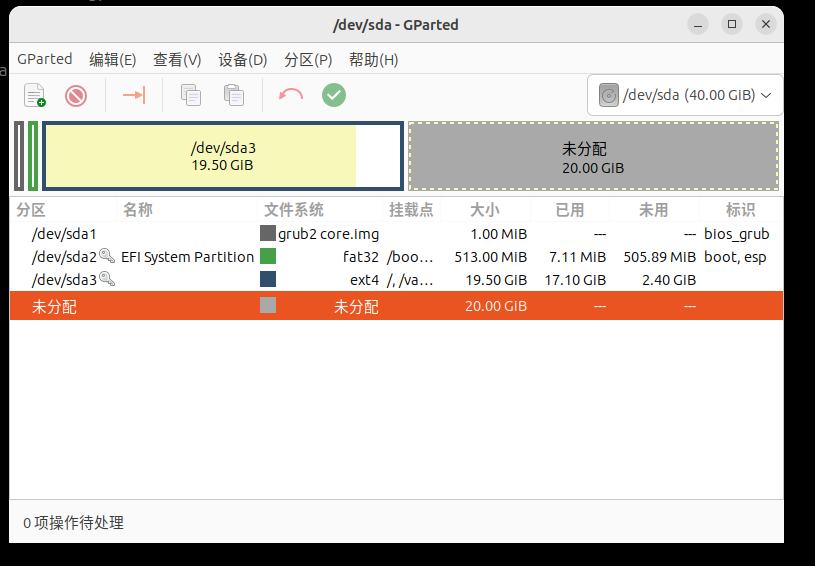 /dev/sda - GParted
GParted 编辑(E) 查看(V) 设备(D) 分区(P) 帮助(H)
/dev/sda (40.00 GiB)
/dev/sda3
19.50 GiB
未分配
20.00 GiB
分区 名称 文件系统 挂载点 大小 已用 未用 标识
/dev/sda1 grub2 core.img 1.00 MiB --- --- bios_grub
/dev/sda2 EFI System Partition fat32 /boo... 513.00 MiB 7.11 MiB 505.89 MiB boot, esp
/dev/sda3 ext4 /, /va... 19.50 GiB 17.10 GiB 2.40 GiB
未分配 未分配 20.00 GiB --- ---
0 项操作待处理